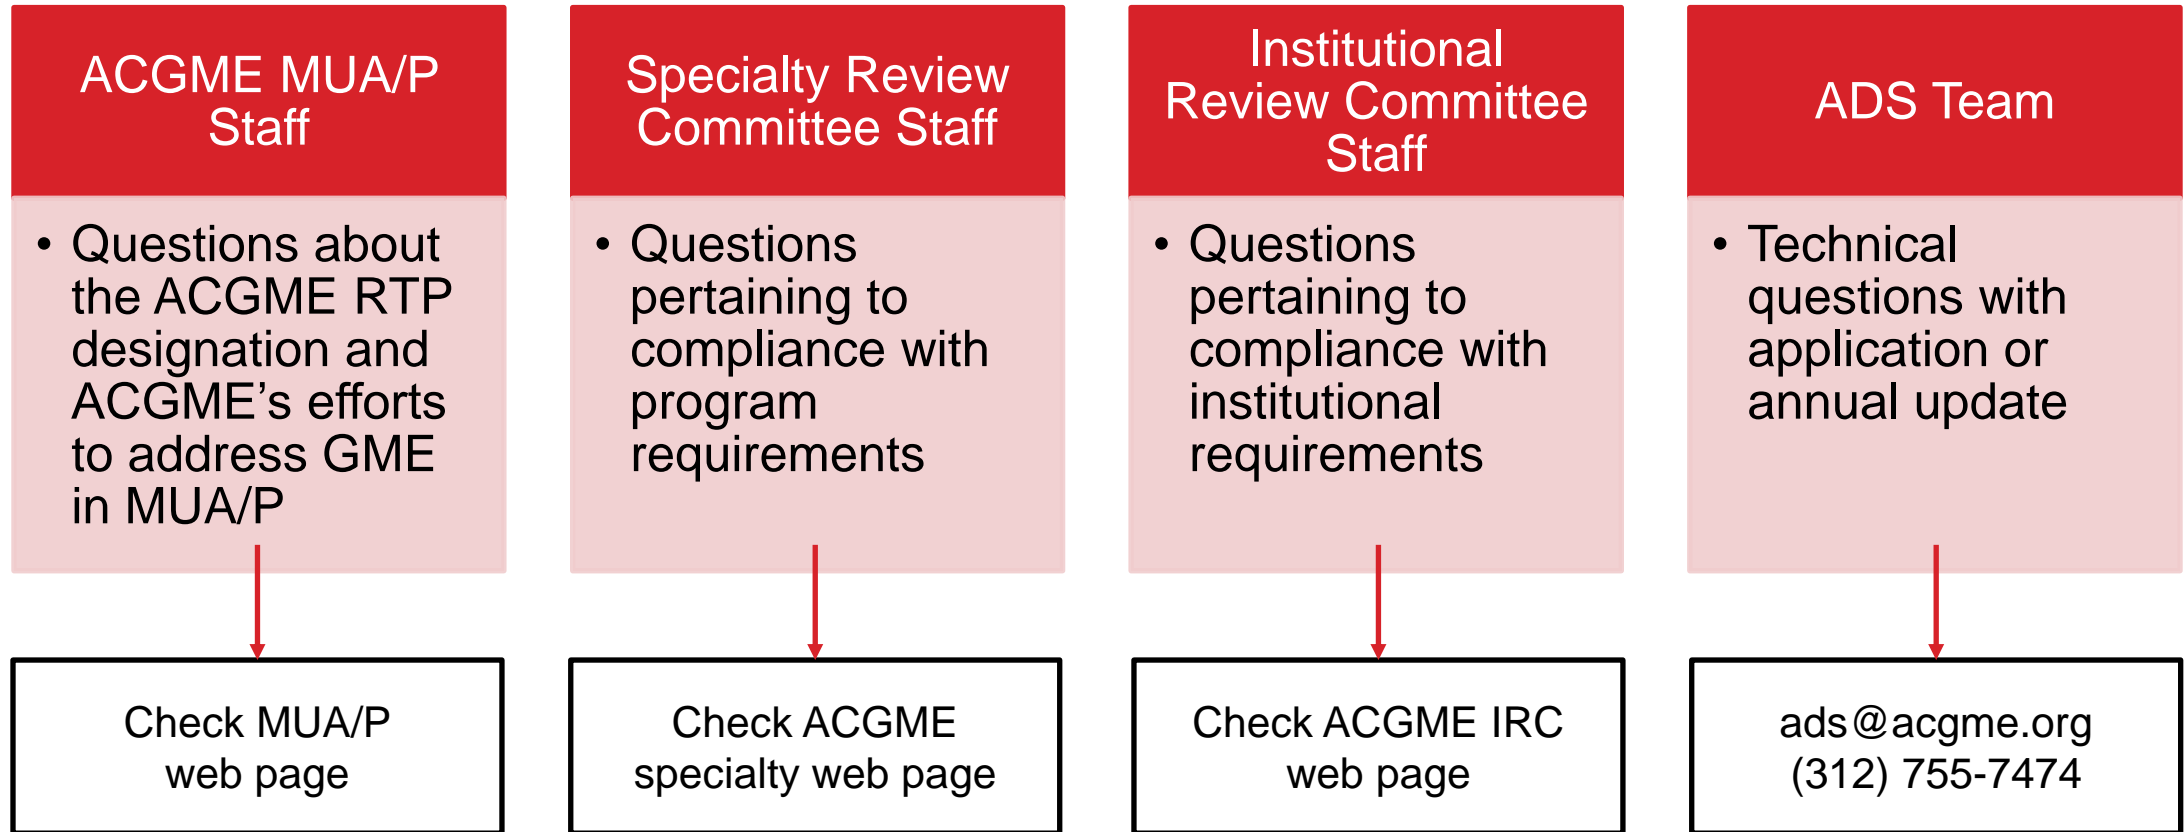 ACGME MUA/P
Staff
• Questions about
the ACGME RTP
designation and
ACGME’s efforts
to address GME
in MUA/P
Check MUA/P
web page
Specialty Review
Committee Staff
• Questions
pertaining to
compliance with
program
requirements
Check ACGME
specialty web page
Institutional
Review Committee
Staff
• Questions
pertaining to
compliance with
institutional
requirements
Check ACGME IRC
web page
ADS Team
• Technical
questions with
application or
annual update
ads@acgme.org
(312) 755-7474